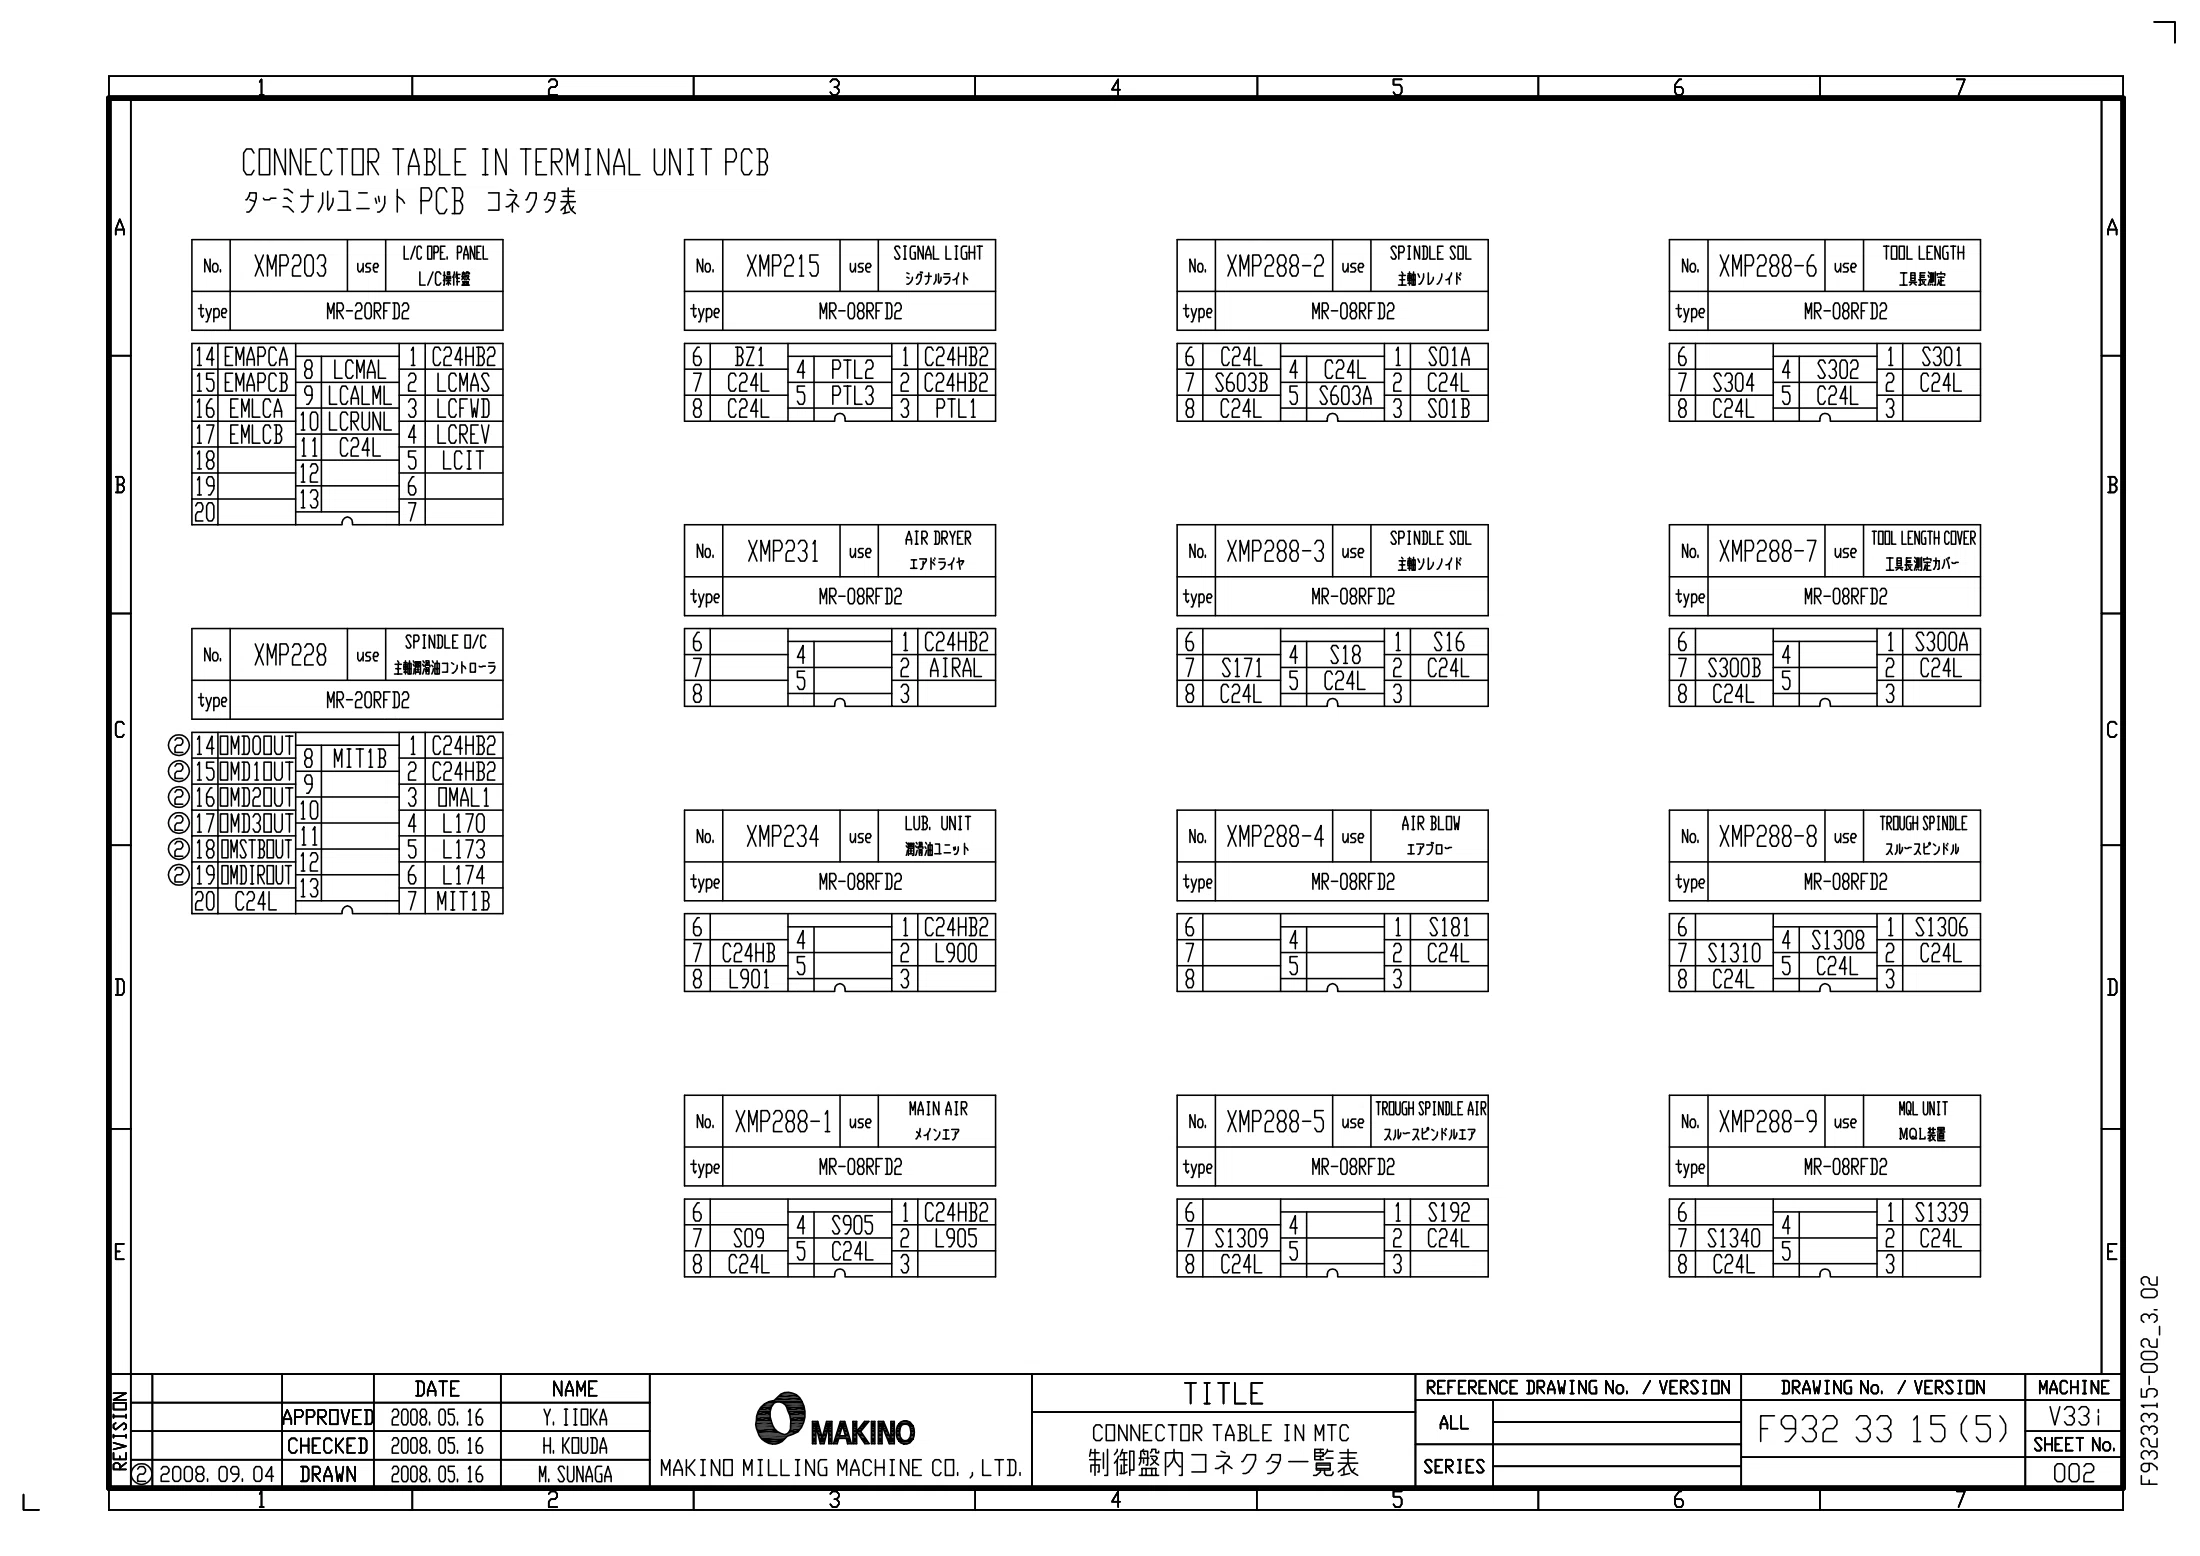 1 2 3 4 5 6 7
CONNECTOR TABLE IN TERMINAL UNIT PCB
ターミナルユニット PCB コネクタ表
A A
B B
C C
D D
E E
No. XMP203 use L/C OPE. PANEL
L/C操作盤
type MR-20RFD2
14 EMAPCA 8 LCMAL 1 C24HB2
15 EMAPCB 9 LCALML 2 LCMAS
16 EMLCA 10 LCRUNL 3 LCFWD
17 EMLCB 11 C24L 4 LCREV
18 12 5 LCIT
19 13 6
20 7
No. XMP228 use SPINDLE O/C
主軸潤滑油コントローラ
type MR-20RFD2
② 14 OMD0OUT 8 MIT1B 1 C24HB2
② 15 OMD1OUT 9 2 C24HB2
② 16 OMD2OUT 10 3 OMAL1
② 17 OMD3OUT 11 4 L170
② 18 OMSTBOUT 12 5 L173
② 19 OMDIROUT 13 6 L174
20 C24L 7 MIT1B
No. XMP215 use SIGNAL LIGHT
シグナルライト
type MR-08RFD2
6 BZ1 4 PTL2 1 C24HB2
7 C24L 5 PTL3 2 C24HB2
8 C24L 3 PTL1
No. XMP231 use AIR DRYER
エアドライヤ
type MR-08RFD2
6 4 1 C24HB2
7 5 2 AIRAL
8 3
No. XMP234 use LUB. UNIT
潤滑油ユニット
type MR-08RFD2
6 4 1 C24HB2
7 C24HB 5 2 L900
8 L901 3
No. XMP288-1 use MAIN AIR
メインエア
type MR-08RFD2
6 4 S905 1 C24HB2
7 S09 5 C24L 2 L905
8 C24L 3
No. XMP288-2 use SPINDLE SOL
主軸ソレノイド
type MR-08RFD2
6 C24L 4 C24L 1 S01A
7 S603B 5 S603A 2 C24L
8 C24L 3 S01B
No. XMP288-3 use SPINDLE SOL
主軸ソレノイド
type MR-08RFD2
6 4 S18 1 S16
7 S171 5 C24L 2 C24L
8 C24L 3
No. XMP288-4 use AIR BLOW
エアブロー
type MR-08RFD2
6 4 1 S181
7 5 2 C24L
8 3
No. XMP288-5 use TROUGH SPINDLE AIR
スルースピンドルエア
type MR-08RFD2
6 4 1 S192
7 S1309 5 2 C24L
8 C24L 3
No. XMP288-6 use TOOL LENGTH
工具長測定
type MR-08RFD2
6 4 S302 1 S301
7 S304 5 C24L 2 C24L
8 C24L 3
No. XMP288-7 use TOOL LENGTH COVER
工具長測定カバー
type MR-08RFD2
6 4 1 S300A
7 S300B 5 2 C24L
8 C24L 3
No. XMP288-8 use TROUGH SPINDLE
スルースピンドル
type MR-08RFD2
6 4 S1308 1 S1306
7 S1310 5 C24L 2 C24L
8 C24L 3
No. XMP288-9 use MQL UNIT
MQL装置
type MR-08RFD2
6 4 1 S1339
7 S1340 5 2 C24L
8 C24L 3
F9323315-002_3.02
REVISION
DATE NAME
APPROVED 2008.05.16 Y. IIOKA
CHECKED 2008.05.16 H. KOUDA
② 2008.09.04 DRAWN 2008.05.16 M. SUNAGA
MAKINO
MAKINO MILLING MACHINE CO.,LTD.
TITLE
CONNECTOR TABLE IN MTC
制御盤内コネクタ一覧表
REFERENCE DRAWING No. / VERSION
ALL
SERIES
DRAWING No. / VERSION
F932 33 15(5)
MACHINE
V33i
SHEET No.
002
1 2 3 4 5 6 7